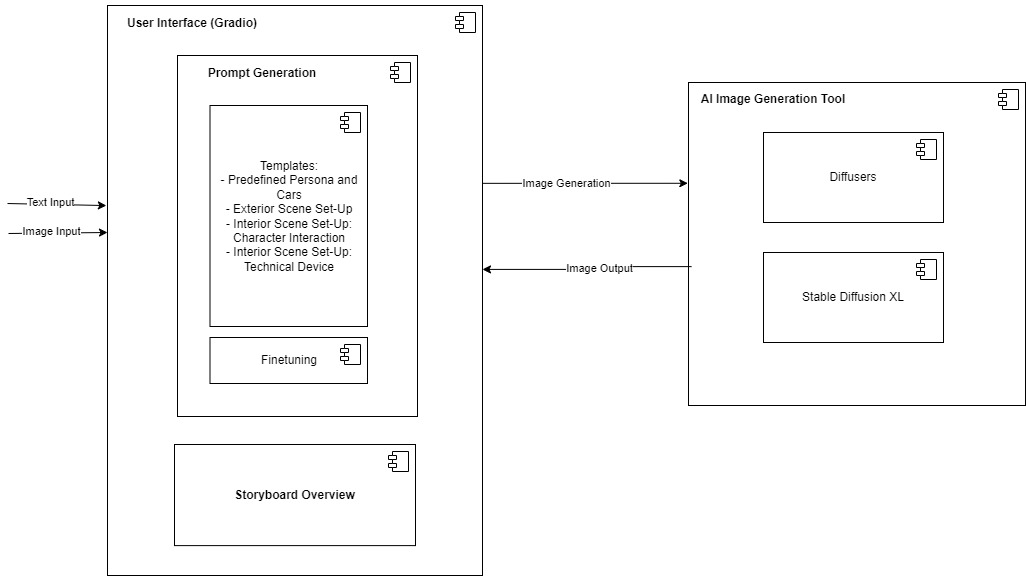 User Interface (Gradio)
Prompt Generation
Templates:
- Predefined Persona and
Cars
- Exterior Scene Set-Up
- Interior Scene Set-Up:
Character Interaction
- Interior Scene Set-Up:
Technical Device
Finetuning
Storyboard Overview
Text Input
Image Input
Image Generation
Image Output
AI Image Generation Tool
Diffusers
Stable Diffusion XL